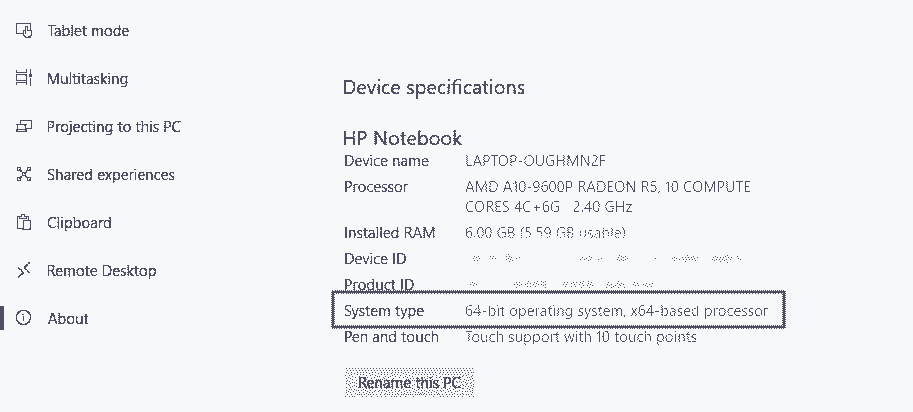 Tablet mode
Multitasking
Projecting to this PC
Shared experiences
Clipboard
Remote Desktop
About
Device specifications
HP Notebook
Device name LAPTOP-OUGHMN2F
Processor AMD A10-9600P RADEON R5, 10 COMPUTE
CORES 4C+6G 2.40 GHz
Installed RAM 6.00 GB (5.59 GB usable)
Device ID
Product ID
System type 64-bit operating system, x64-based processor
Pen and touch Touch support with 10 touch points
Rename this PC